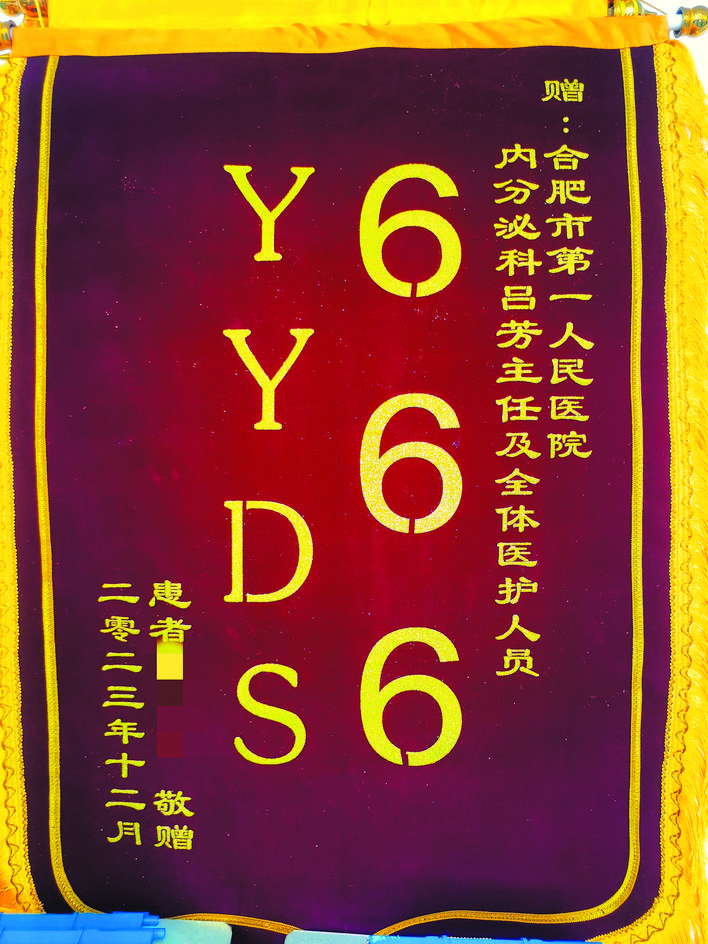 赠：合肥市第一人民医院
内分泌科吕芳主任及全体医护人员
666
YYDS
患者 敬赠
二零二三年十二月